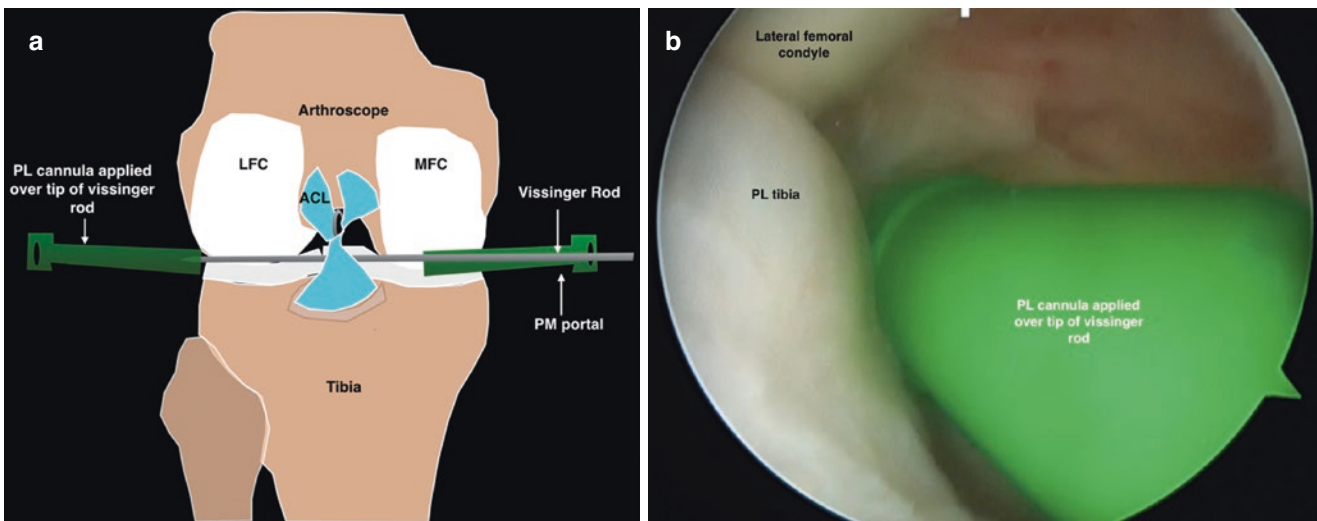 a
Arthroscope
LFC
MFC
PL cannula applied
over tip of vissinger
rod
ACL
Vissinger Rod
PM portal
Tibia
b
Lateral femoral
condyle
PL tibia
PL cannula applied
over tip of vissinger
rod